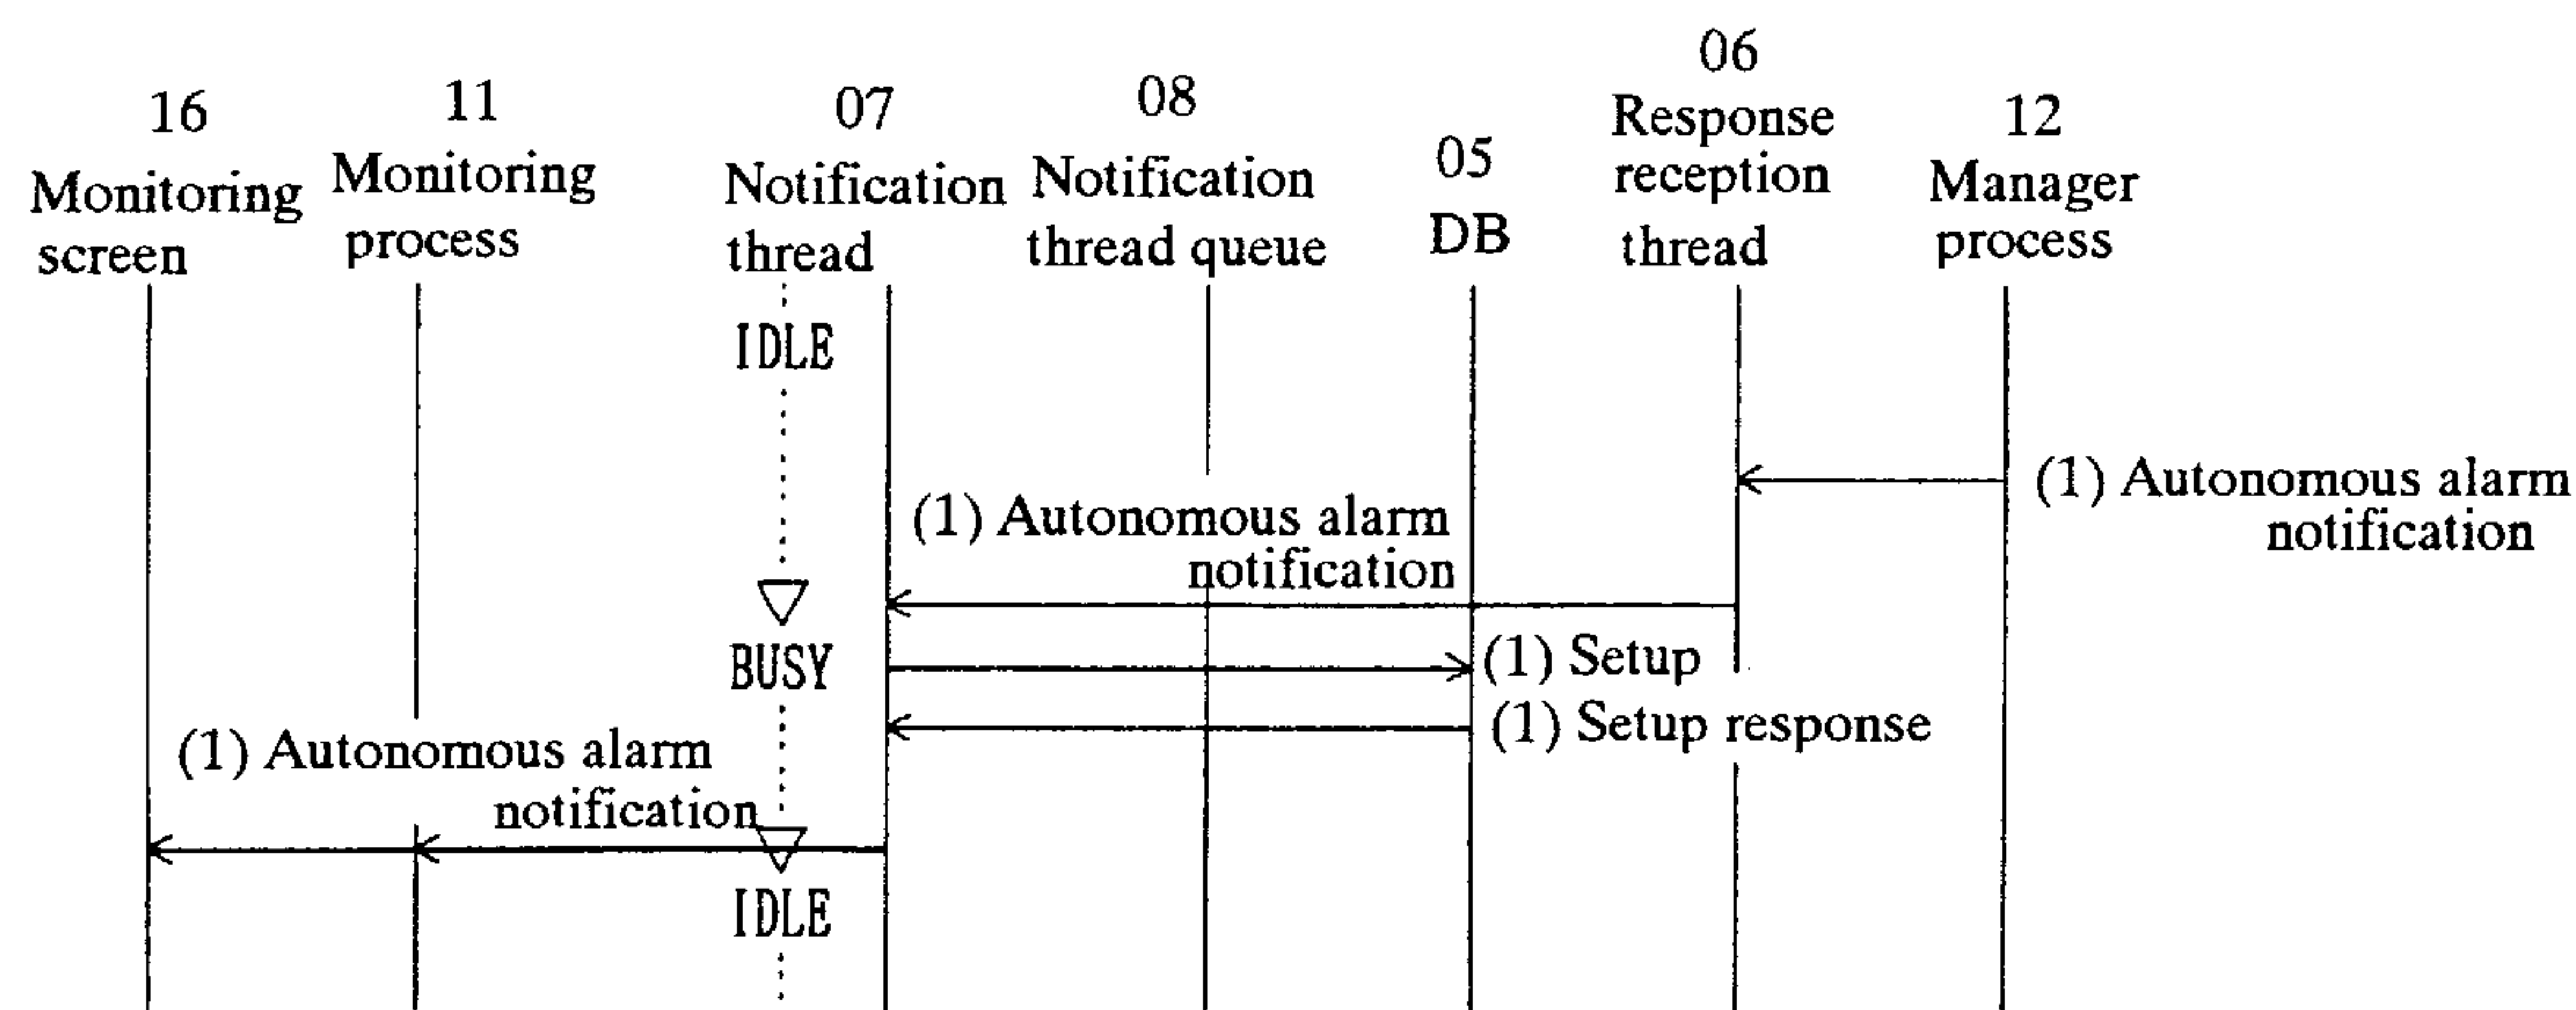 16
Monitoring
screen
11
Monitoring
process
07
Notification
thread
08
Notification
thread queue
05
DB
06
Response
reception
thread
12
Manager
process
IDLE
(1) Autonomous alarm
notification
(1) Autonomous alarm
notification
BUSY
(1) Setup
(1) Setup response
(1) Autonomous alarm
notification
IDLE